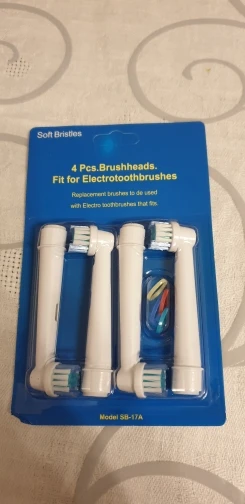 Soft Bristles
4 Pcs.Brushheads.
Fit for Electrotoothbrushes
Replacement brushes to de used
with Electro toothbrushes that fits.
Model SB-17A